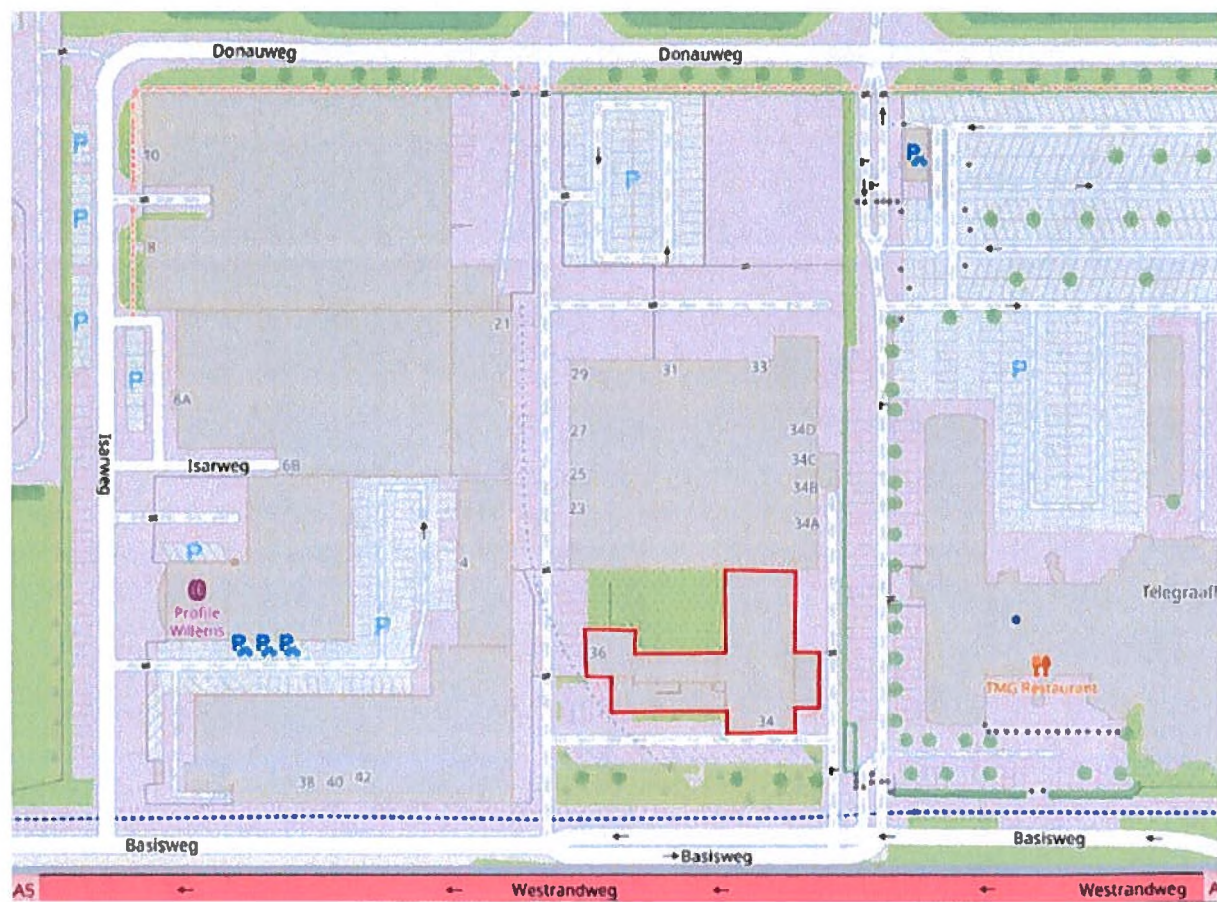 Donauweg
Donauweg
10
P
P
P
8
P
P
21
29
31
33
P
P
6A
27
34D
Isarweg
Isarweg
6B
34C
25
34B
23
34A
P
4
Profile
Willems
Telegraaf
P
P P P
36
TMG Restaurant
34
38 40 42
Basisweg
Basisweg
Basisweg
A5
Westrandweg
Westrandweg
A